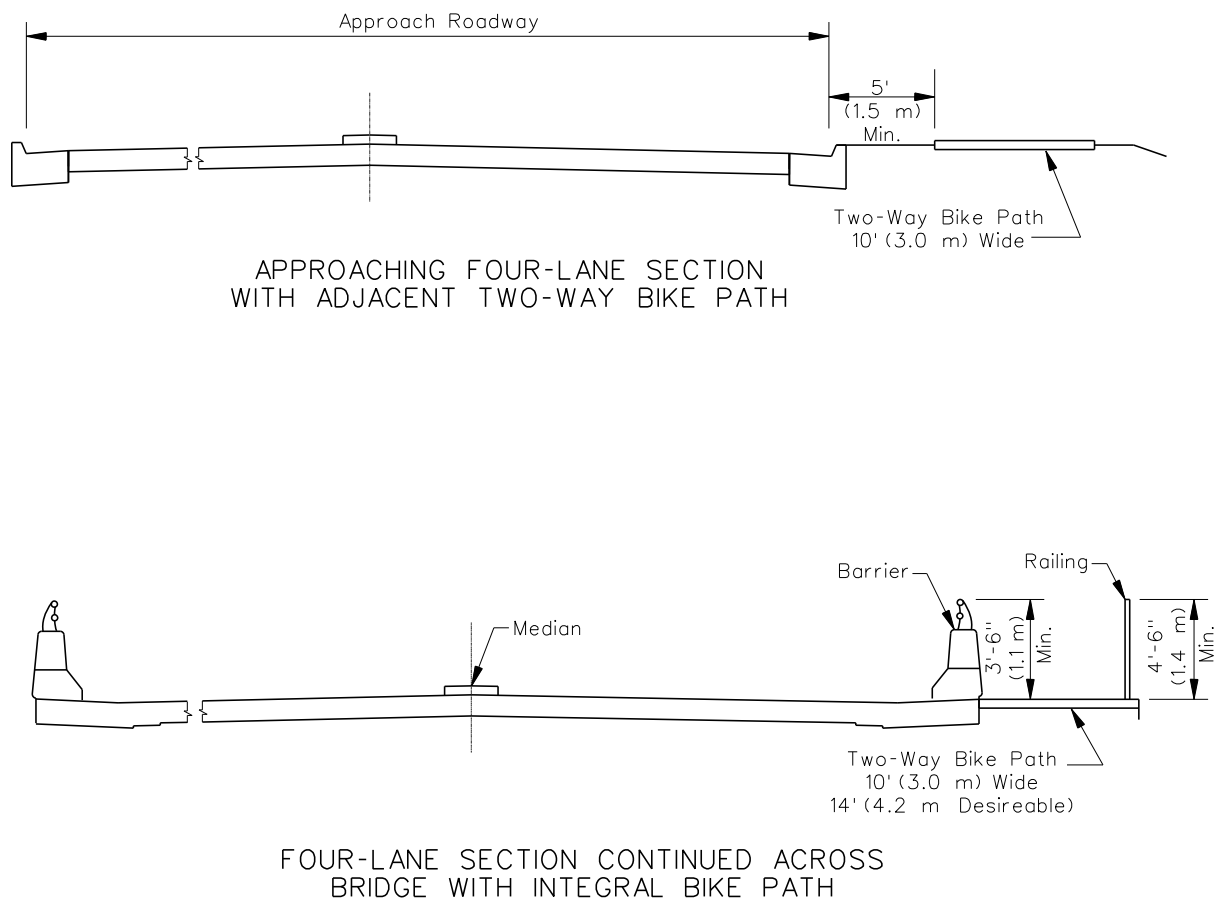 Approach Roadway
5'
(1.5 m)
Min.
Two-Way Bike Path
10' (3.0 m) Wide
APPROACHING FOUR-LANE SECTION
WITH ADJACENT TWO-WAY BIKE PATH
Barrier
Railing
Median
3'-6"
(1.1 m)
Min.
4'-6"
(1.4 m)
Min.
Two-Way Bike Path
10' (3.0 m) Wide
14' (4.2 m Desireable)
FOUR-LANE SECTION CONTINUED ACROSS
BRIDGE WITH INTEGRAL BIKE PATH